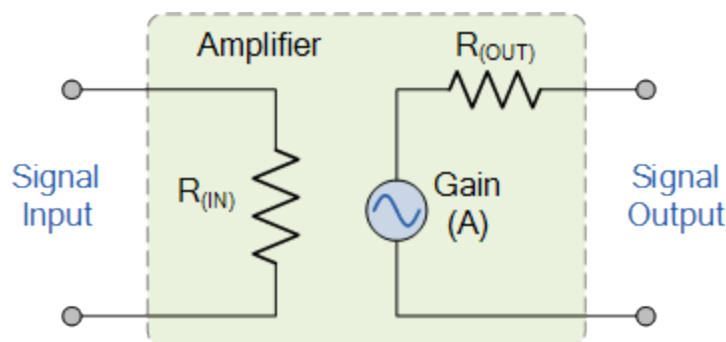 Amplifier
R(OUT)
Signal
Input
R(IN)
Gain
(A)
Signal
Output